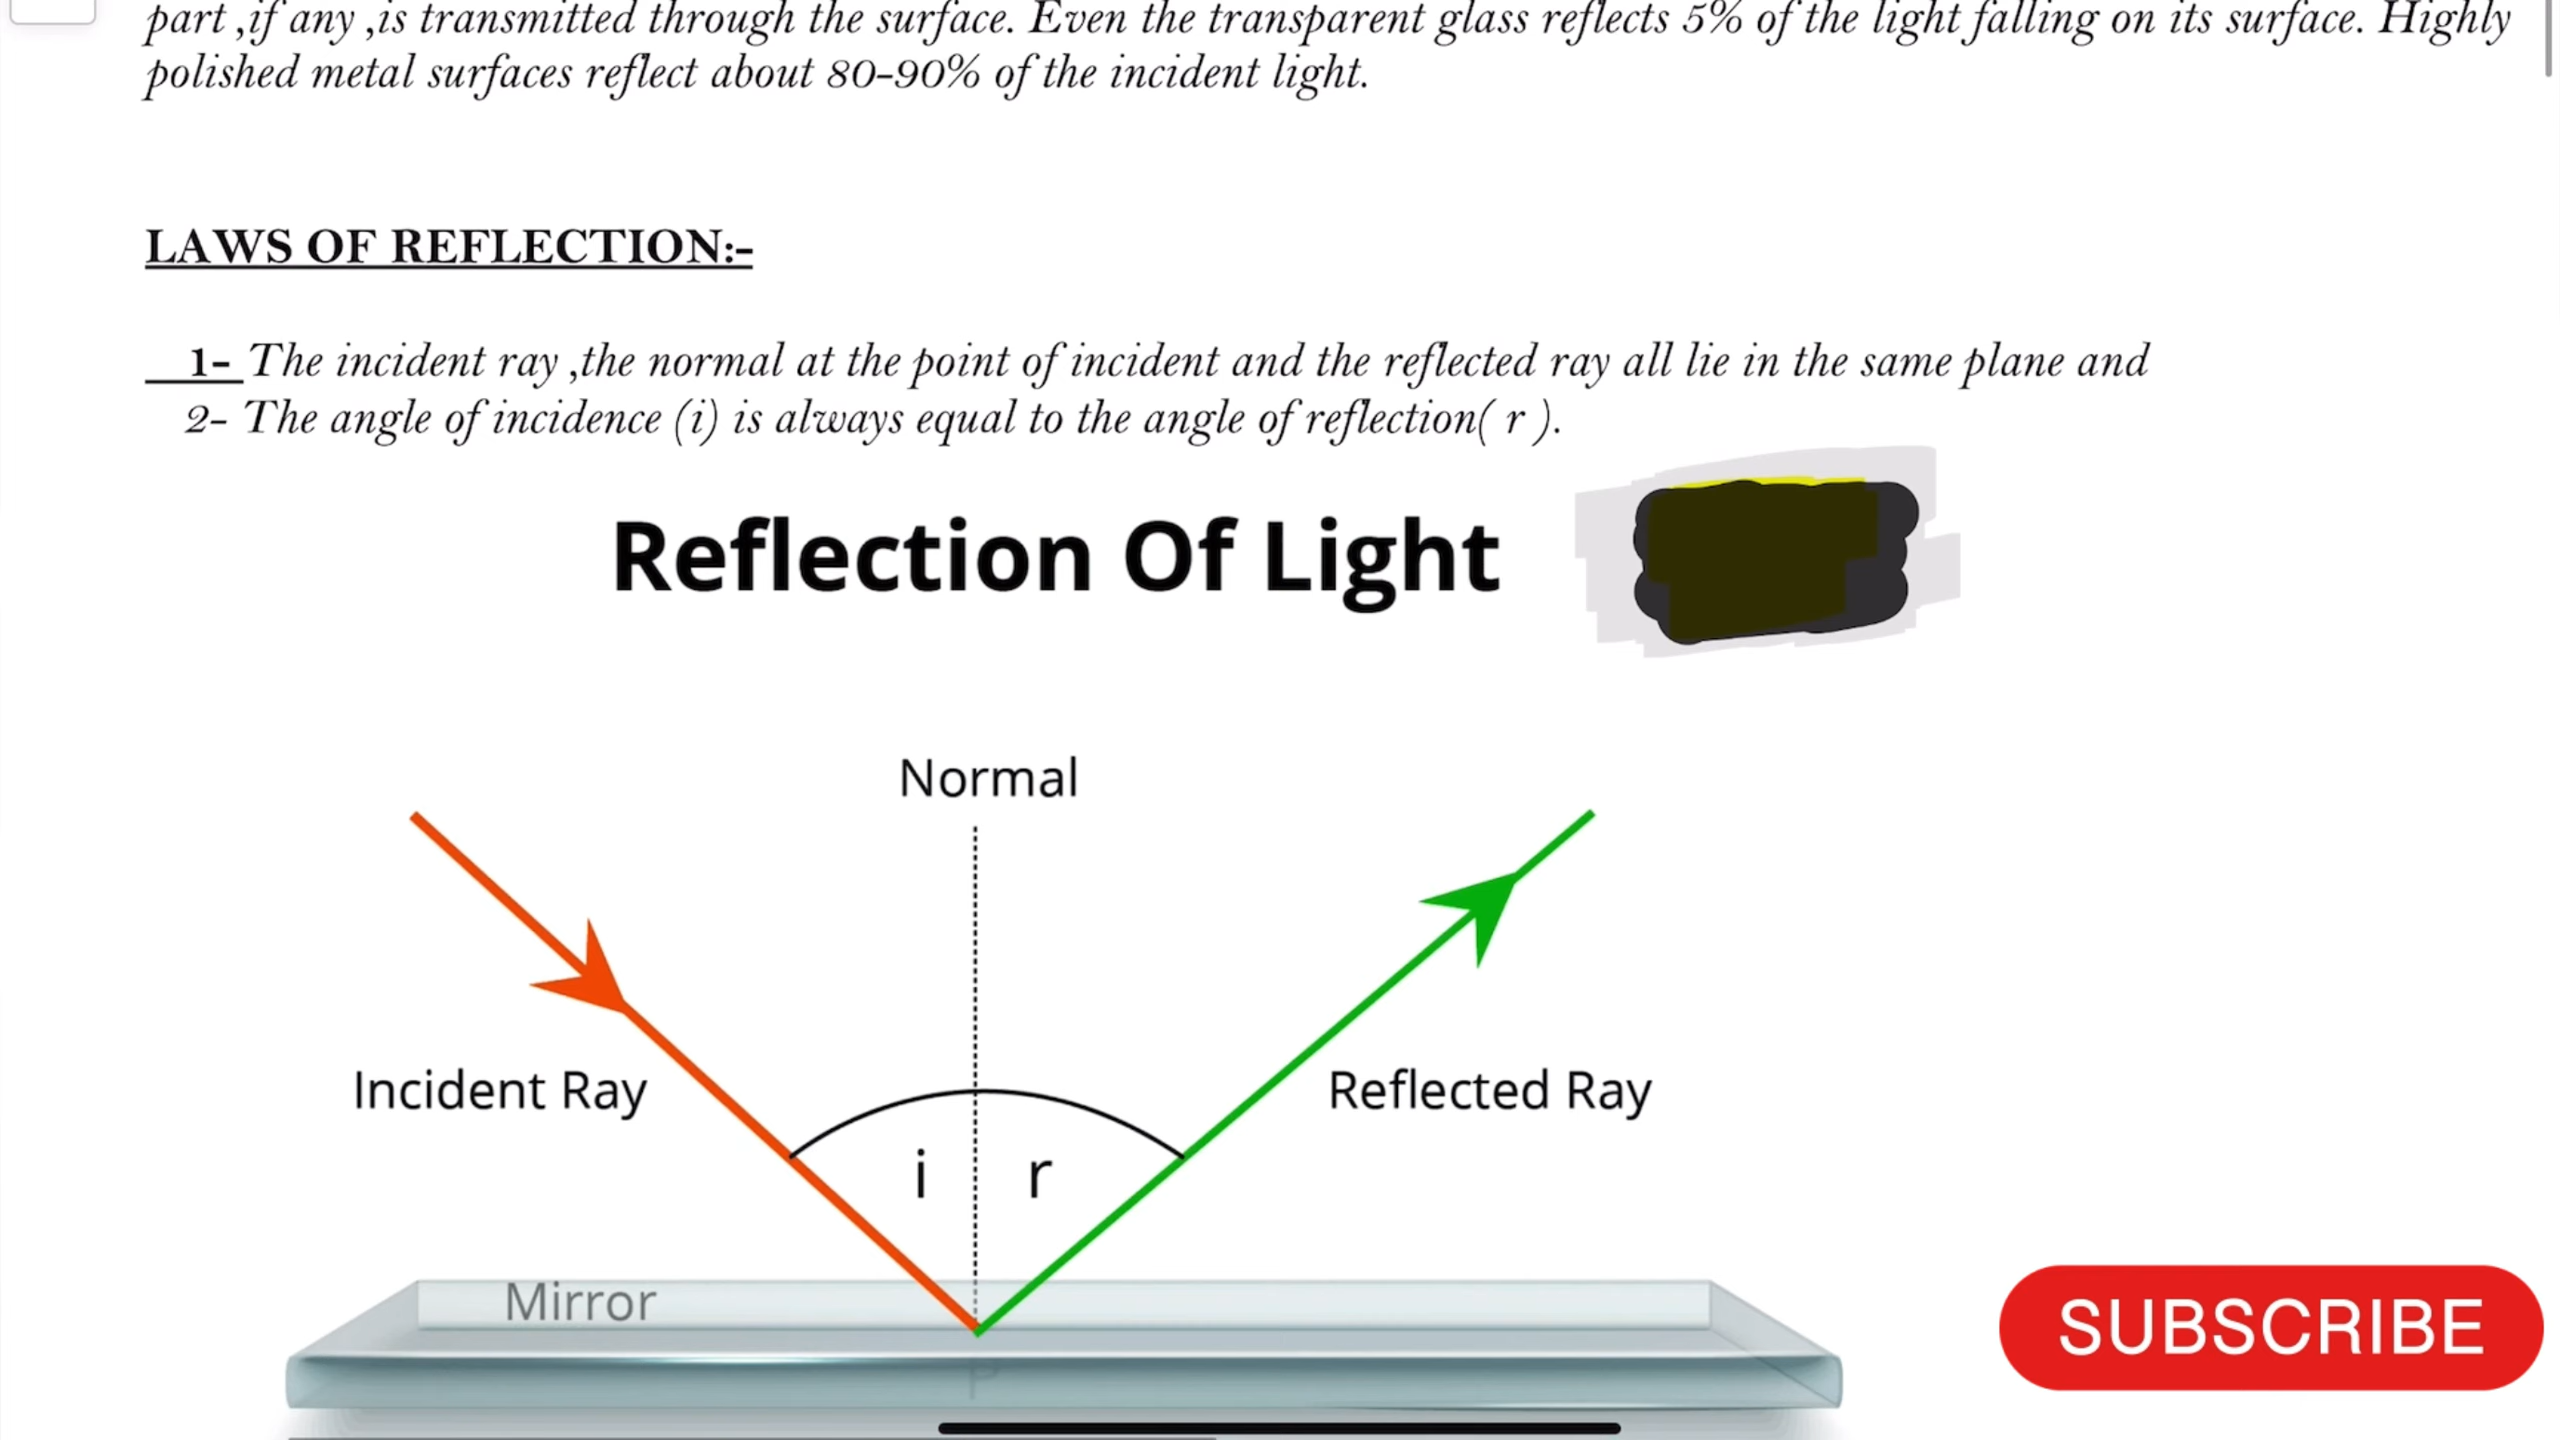 part ,if any ,is transmitted through the surface. Even the transparent glass reflects 5% of the light falling on its surface. Highly
polished metal surfaces reflect about 80-90% of the incident light.
LAWS OF REFLECTION:-
1- The incident ray ,the normal at the point of incident and the reflected ray all lie in the same plane and
2- The angle of incidence (i) is always equal to the angle of reflection( r ).
Reflection Of Light
Normal
Incident Ray
Reflected Ray
i
r
Mirror
P
SUBSCRIBE